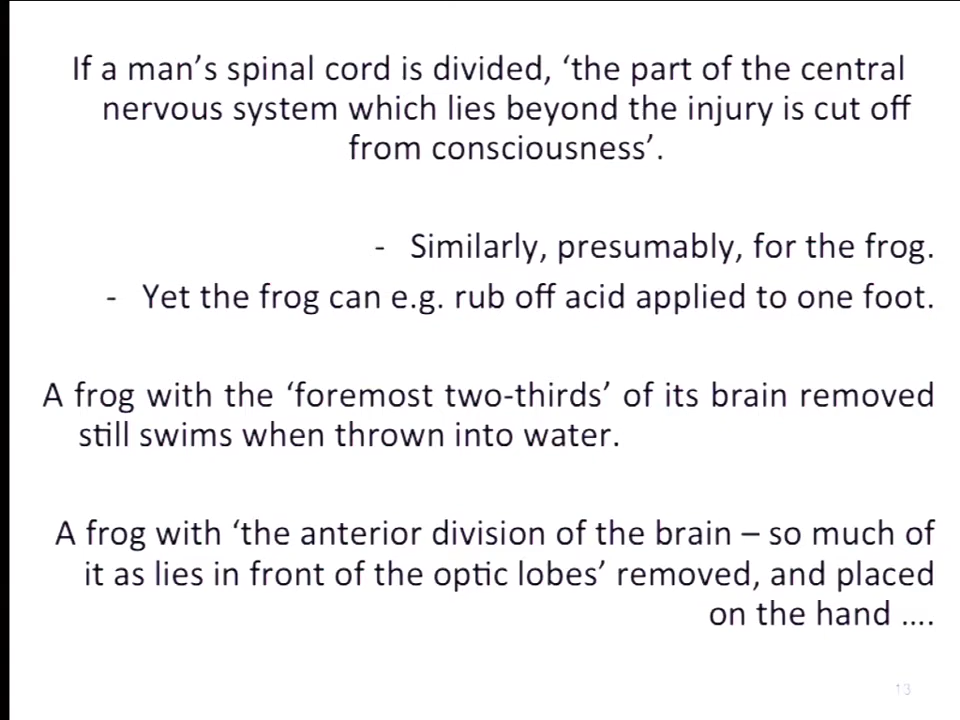 If a man’s spinal cord is divided, ‘the part of the central
nervous system which lies beyond the injury is cut off
from consciousness’.
- Similarly, presumably, for the frog.
- Yet the frog can e.g. rub off acid applied to one foot.
A frog with the ‘foremost two-thirds’ of its brain removed
still swims when thrown into water.
A frog with ‘the anterior division of the brain – so much of
it as lies in front of the optic lobes’ removed, and placed
on the hand ....
13